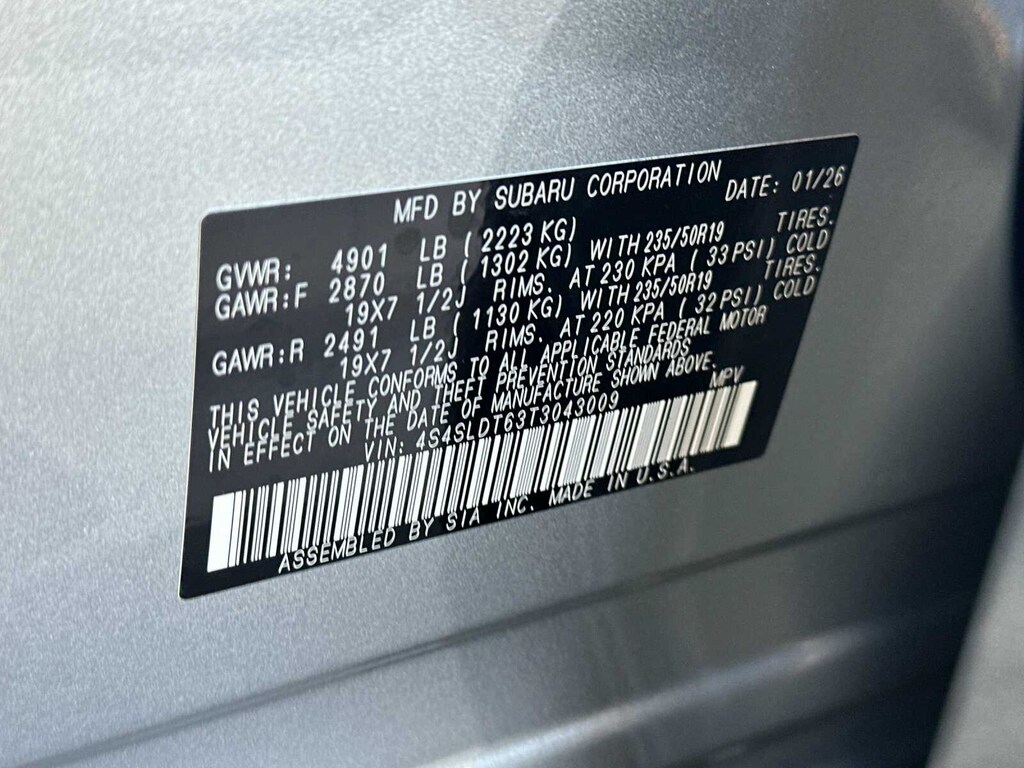 MFD BY SUBARU CORPORATION DATE: 01/26
GVWR: 4901 LB (2223 KG)
GAWR:F 2870 LB (1302 KG) WITH 235/50R19 TIRES.
19X7 1/2J RIMS. AT 230 KPA (33 PSI) COLD
GAWR:R 2491 LB (1130 KG) WITH 235/50R19 TIRES.
19X7 1/2J RIMS. AT 220 KPA (32 PSI) COLD
THIS VEHICLE CONFORMS TO ALL APPLICABLE FEDERAL MOTOR
VEHICLE SAFETY AND THEFT PREVENTION STANDARDS
IN EFFECT ON THE DATE OF MANUFACTURE SHOWN ABOVE.
VIN: 4S4SLDT63T3043009 MPV
ASSEMBLED BY SIA INC. MADE IN U.S.A.